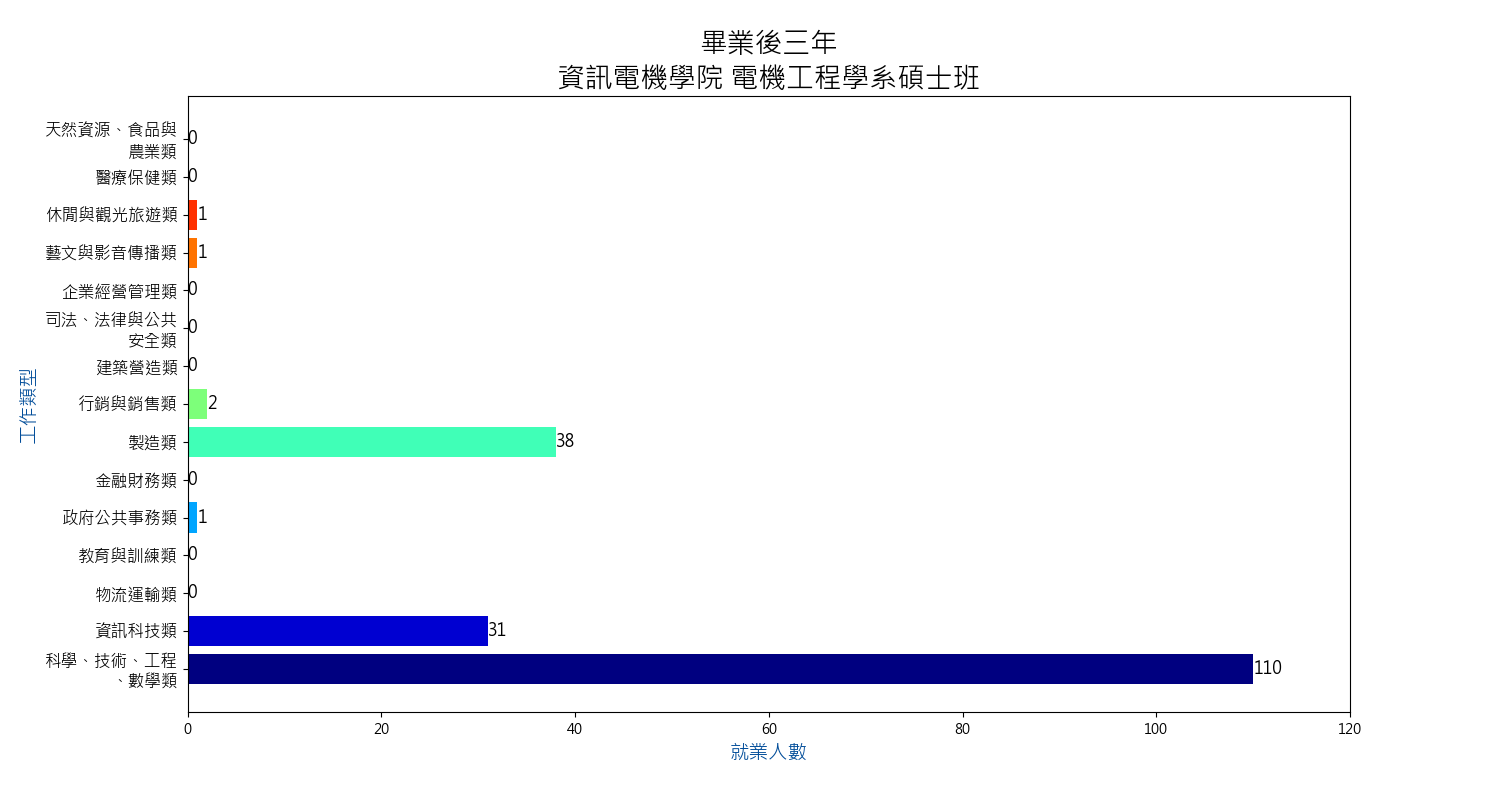 畢業後三年
資訊電機學院 電機工程學系碩士班
天然資源、食品與
農業類
0
醫療保健類
0
休閒與觀光旅遊類
1
藝文與影音傳播類
1
企業經營管理類
0
司法、法律與公共
安全類
0
建築營造類
0
行銷與銷售類
2
製造類
38
金融財務類
0
政府公共事務類
1
教育與訓練類
0
物流運輸類
0
資訊科技類
31
科學、技術、工程
、數學類
110
工作類型
0
20
40
60
80
100
120
就業人數